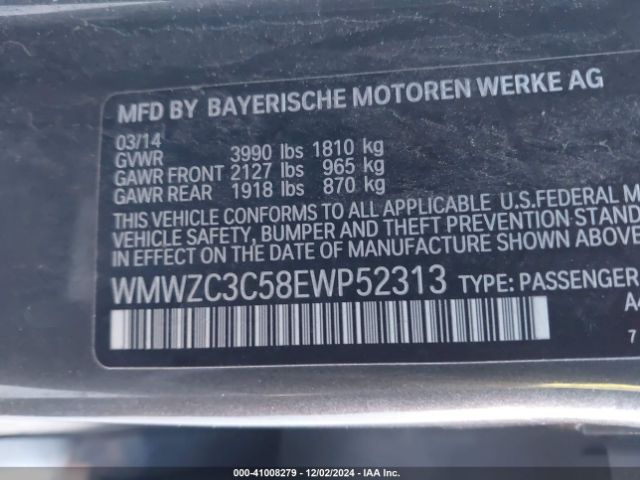 MFD BY BAYERISCHE MOTOREN WERKE AG
03/14
GVWR 3990 lbs 1810 kg
GAWR FRONT 2127 lbs 965 kg
GAWR REAR 1918 lbs 870 kg
THIS VEHICLE CONFORMS TO ALL APPLICABLE U.S.FEDERAL M
VEHICLE SAFETY, BUMPER AND THEFT PREVENTION STAND
IN EFFECT ON THE DATE OF MANUFACTURE SHOWN ABOVE
WMWZC3C58EWP52313 TYPE: PASSENGER
7
CONTROL #: 000-41008279 - 12/02/2024 - IAA Inc.